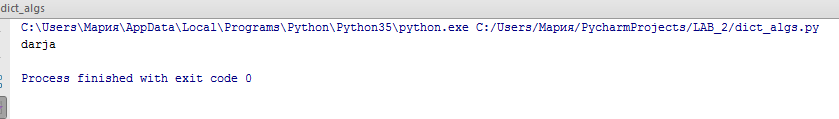 dict_algs
C:\Users\Мария\AppData\Local\Programs\Python\Python35\python.exe C:/Users/Мария/PycharmProjects/LAB_2/dict_algs.py
darja
Process finished with exit code 0